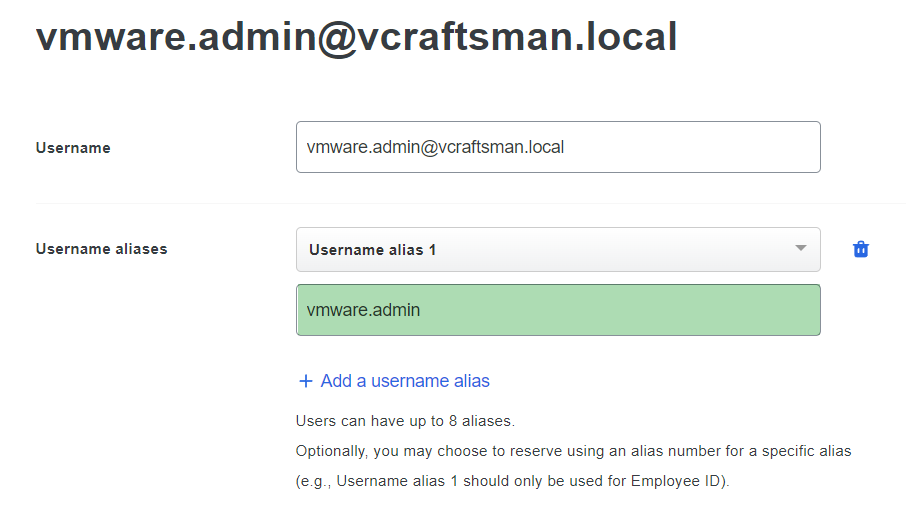 vmware.admin@vcraftsman.local
Username
vmware.admin@vcraftsman.local
Username aliases
Username alias 1
vmware.admin
+ Add a username alias
Users can have up to 8 aliases.
Optionally, you may choose to reserve using an alias number for a specific alias
(e.g., Username alias 1 should only be used for Employee ID).